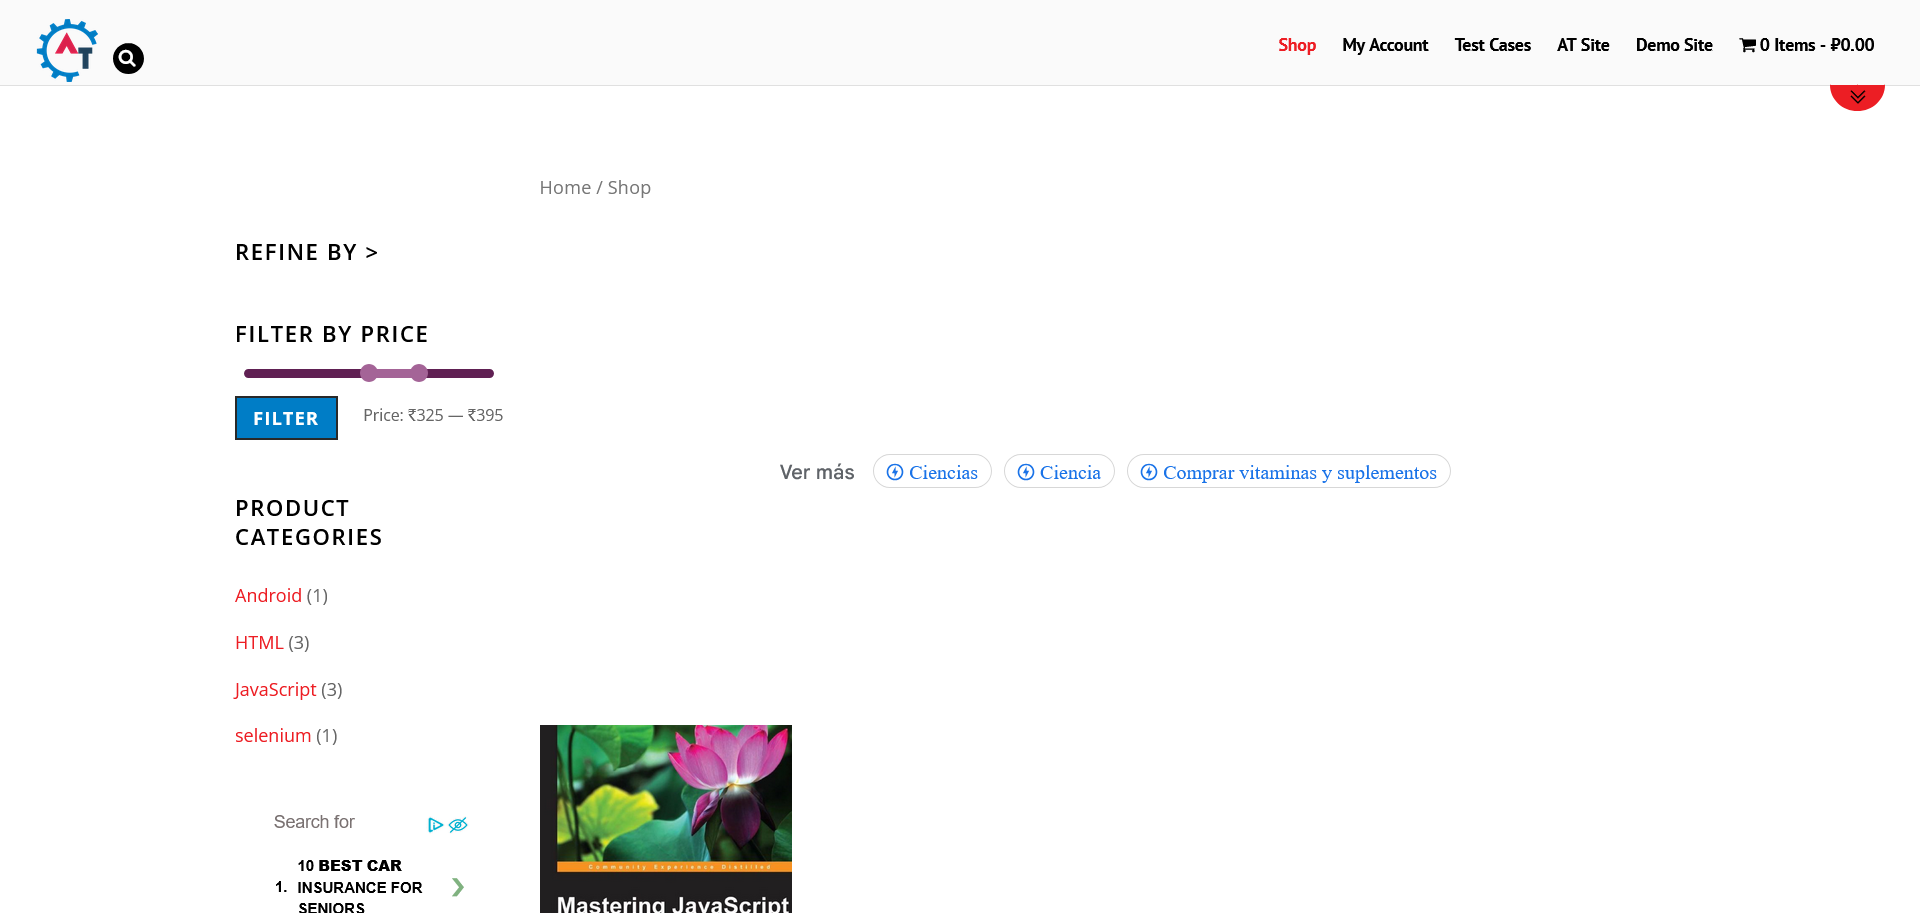 AT
Shop
My Account
Test Cases
AT Site
Demo Site
0 Items - ₽0.00
Home / Shop
REFINE BY >
FILTER BY PRICE
FILTER
Price: ₹325 — ₹395
Ver más
Ciencias
Ciencia
Comprar vitaminas y suplementos
PRODUCT
CATEGORIES
Android (1)
HTML (3)
JavaScript (3)
selenium (1)
Search for
1. 10 BEST CAR
INSURANCE FOR
SENIORS
Community Experience Distilled
Mastering JavaScript